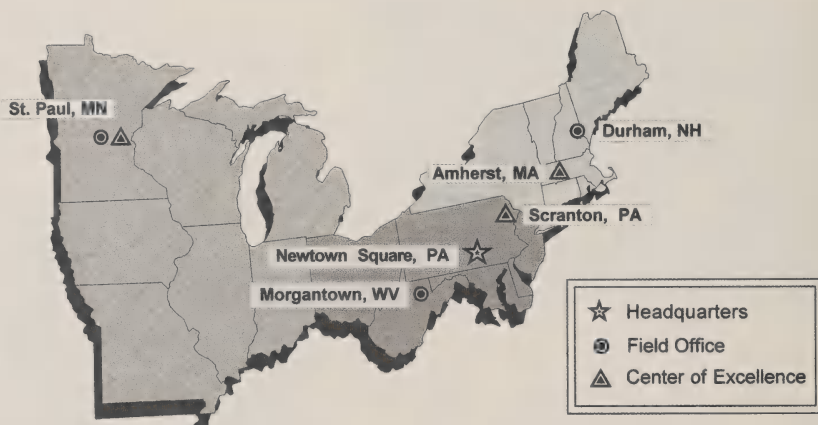 St. Paul, MN
Durham, NH
Amherst, MA
Scranton, PA
Newtown Square, PA
Morgantown, WV
Headquarters
Field Office
Center of Excellence